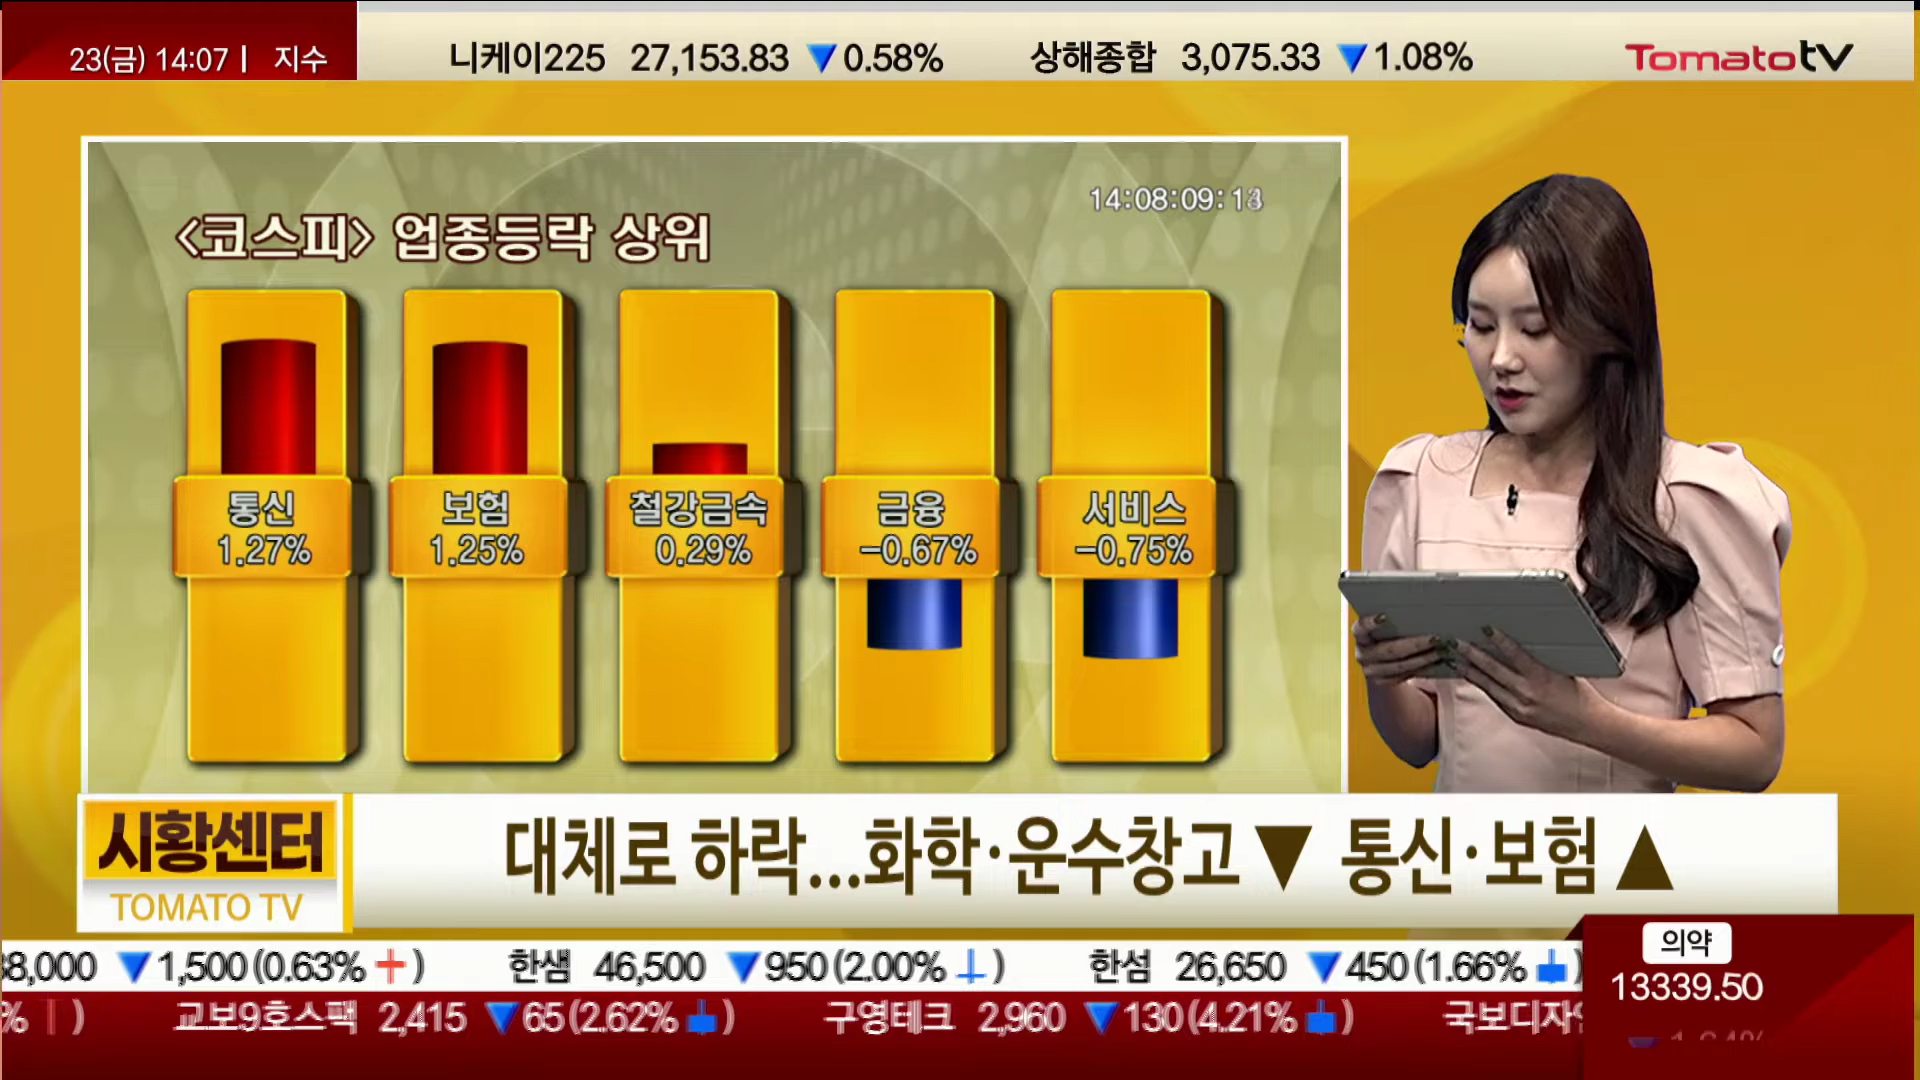 23(금) 14:07 | 지수
니케이225 27,153.83 ▼0.58% 상해종합 3,075.33 ▼1.08%
Tomatotv
14:08:09:
<코스피> 업종등락 상위
통신 1.27%
보험 1.25%
철강금속 0.29%
금융 -0.67%
서비스 -0.75%
시황센터
TOMATO TV
대체로 하락...화학·운수창고▼ 통신·보험▲
8,000 ▼1,500(0.63% ) 한샘 46,500 ▼950(2.00% ) 한섬 26,650 ▼450(1.66% )
% ) 교보9호스팩 2,415 ▼65(2.62% ) 구영테크 2,960 ▼130(4.21% ) 국보디자
의약
13339.50